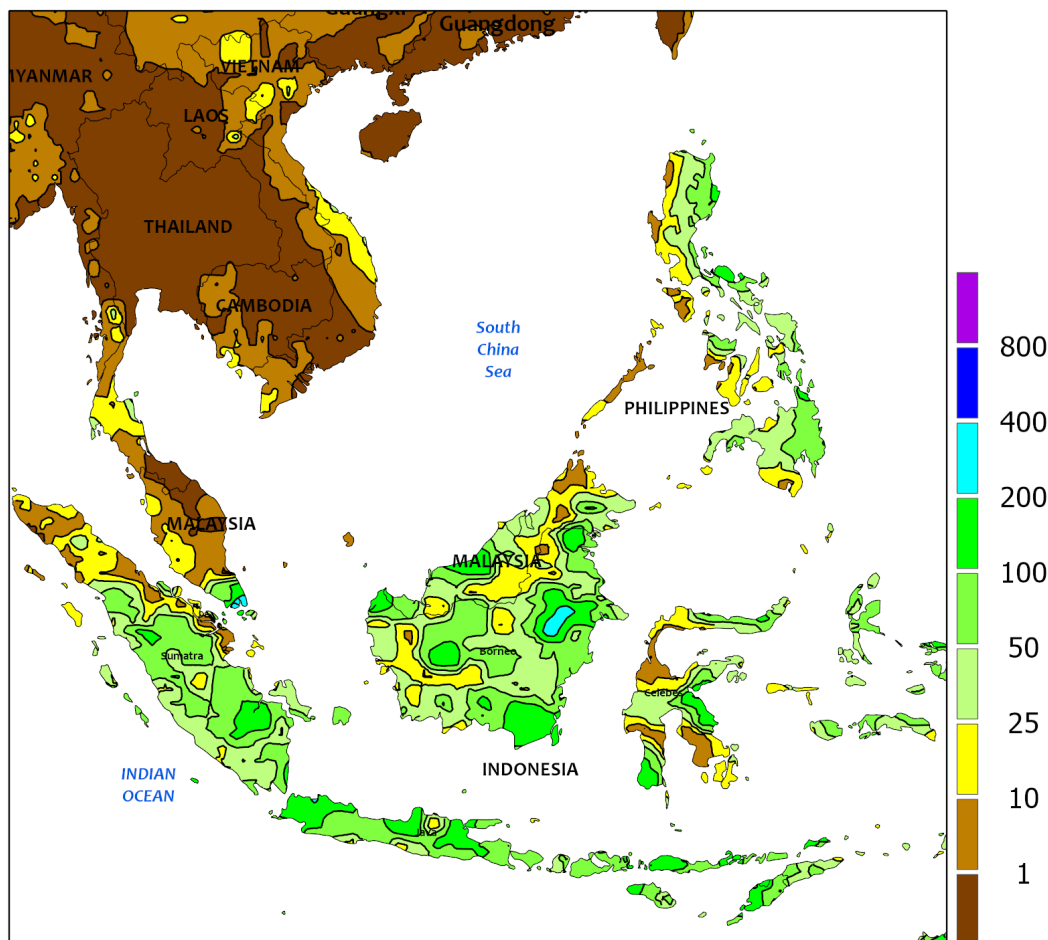 Guangxi
Guangdong
VIETNAM
MYANMAR
LAOS
THAILAND
CAMBODIA
South
China
Sea
PHILIPPINES
MALAYSIA
MALAYSIA
Sumatra
Borneo
Celebes
INDONESIA
INDIAN
OCEAN
Java
800
400
200
100
50
25
10
1